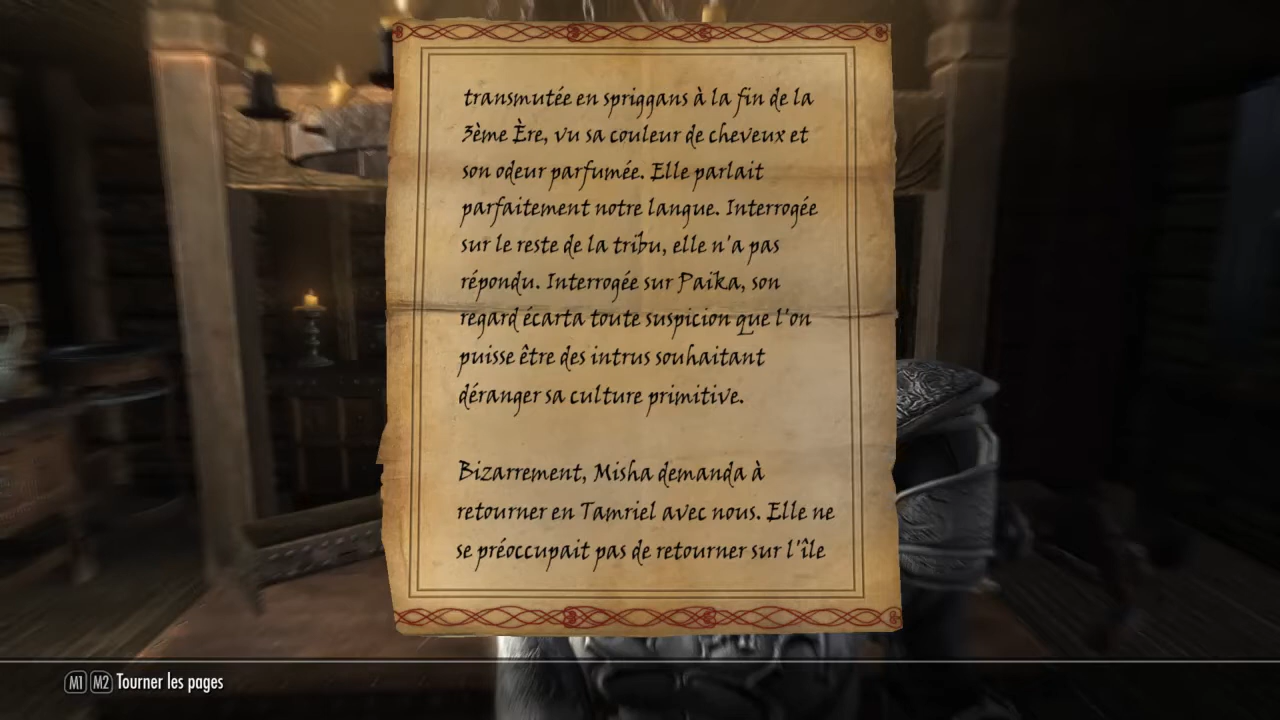 transmutée en spriggans à la fin de la
3ème Ère, vu sa couleur de cheveux et
son odeur parfumée. Elle parlait
parfaitement notre langue. Interrogée
sur le reste de la tribu, elle n'a pas
répondu. Interrogée sur Païka, son
regard écarta toute suspicion que l'on
puisse être des intrus souhaitant
déranger sa culture primitive.
Bizarrement, Misha demanda à
retourner en Tamriel avec nous. Elle ne
se préoccupait pas de retourner sur l'île
M1 M2 Tourner les pages